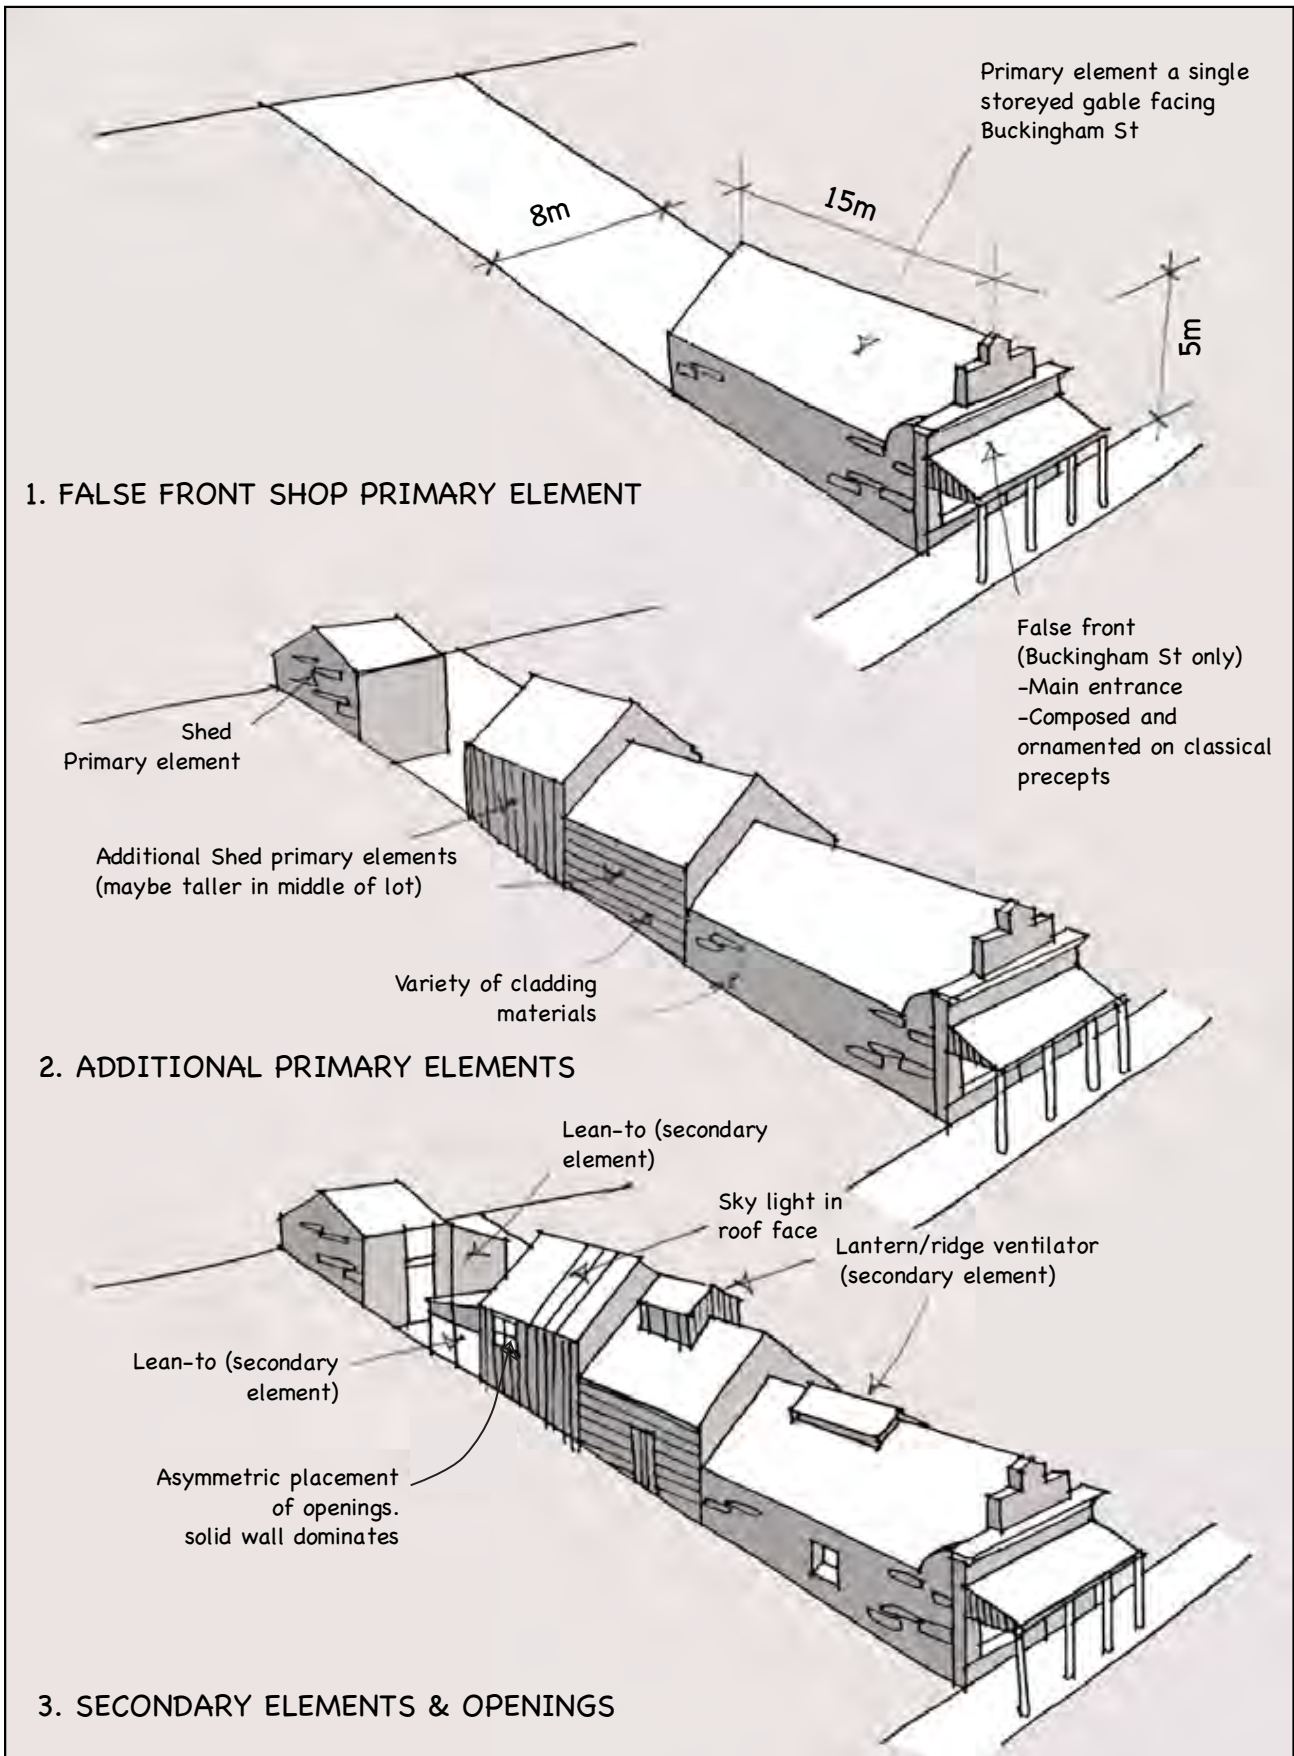 Primary element a single
storeyed gable facing
Buckingham St
15m
8m
5m
1. FALSE FRONT SHOP PRIMARY ELEMENT
False front
(Buckingham St only)
-Main entrance
-Composed and
ornamented on classical
precepts
Shed
Primary element
Additional Shed primary elements
(maybe taller in middle of lot)
Variety of cladding
materials
2. ADDITIONAL PRIMARY ELEMENTS
Lean-to (secondary
element)
Sky light in
roof face
Lantern/ridge ventilator
(secondary element)
Lean-to (secondary
element)
Asymmetric placement
of openings.
solid wall dominates
3. SECONDARY ELEMENTS & OPENINGS